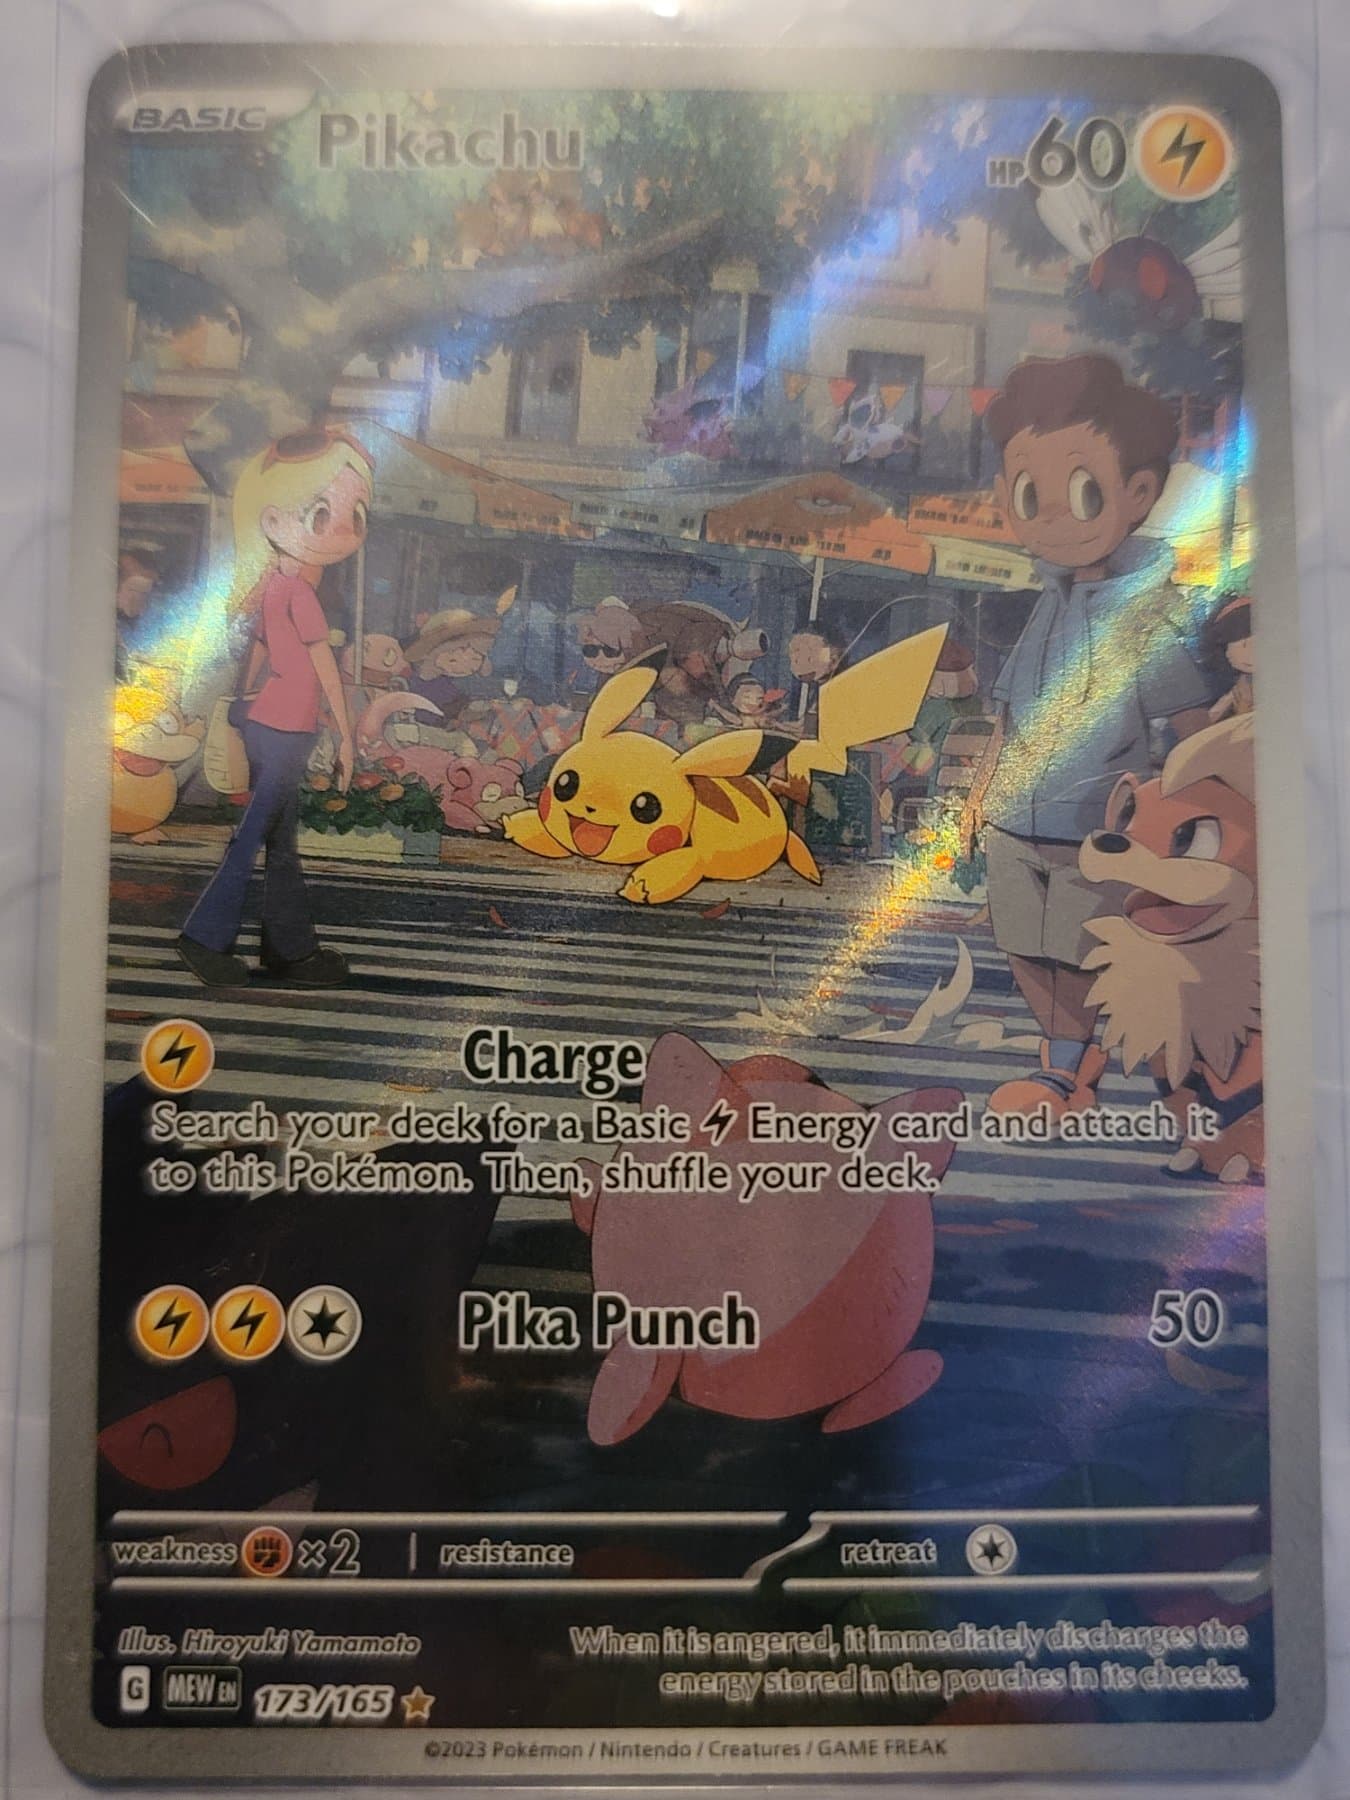 BASIC Pikachu HP 60
Charge
Search your deck for a Basic Energy card and attach it
to this Pokémon. Then, shuffle your deck.
Pika Punch 50
weakness ×2 resistance retreat
Illus. Hiroyuki Yamamoto
When it is angered, it immediately discharges the
energy stored in the pouches in its cheeks.
G MEW EN 173/165
©2023 Pokémon / Nintendo / Creatures / GAME FREAK